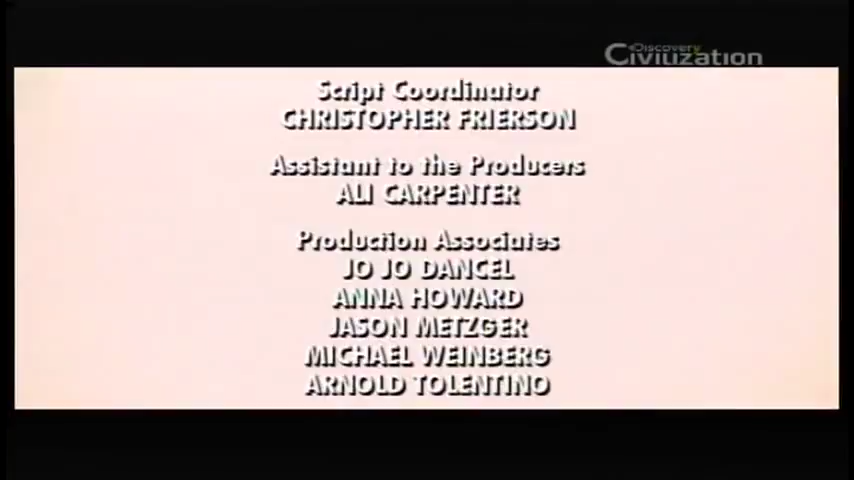 Discovery
Civilization
Script Coordinator
CHRISTOPHER FRIERSON
Assistant to the Producers
ALI CARPENTER
Production Associates
JO JO DANCEL
ANNA HOWARD
JASON METZGER
MICHAEL WEINBERG
ARNOLD TOLENTINO